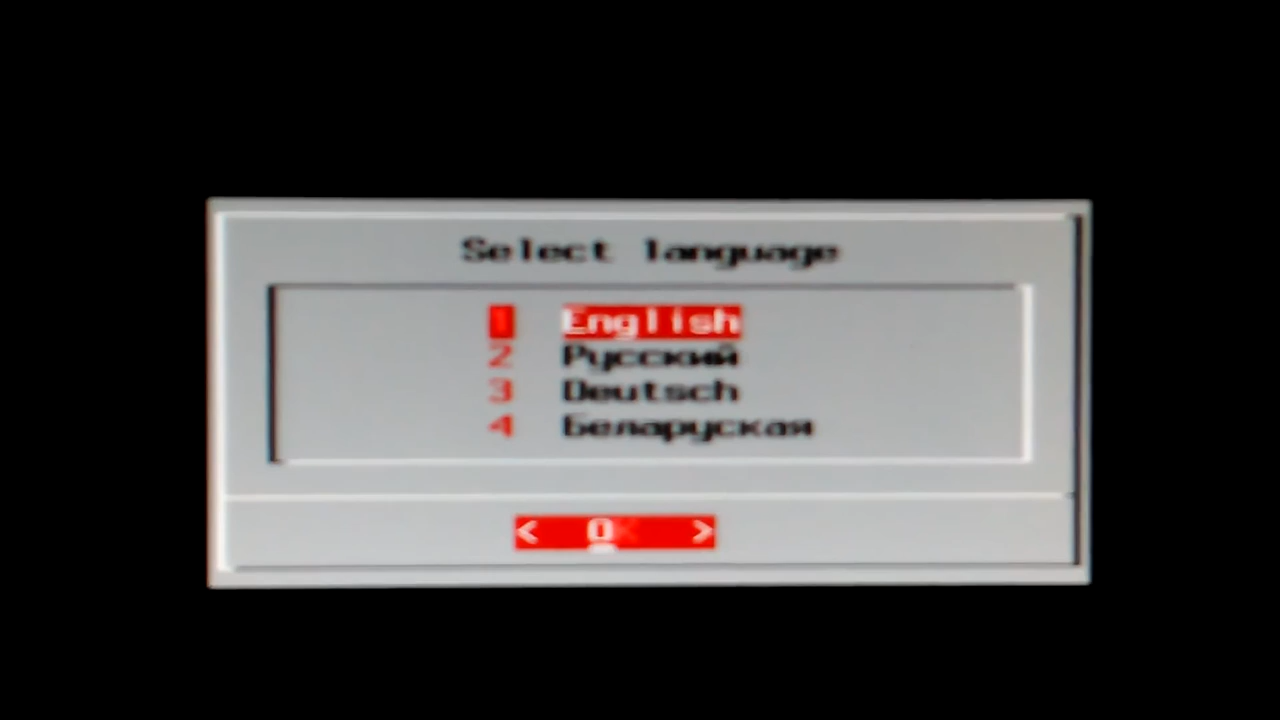 Select language
1 English
2 Русский
3 Deutsch
4 Беларуская
< OK >